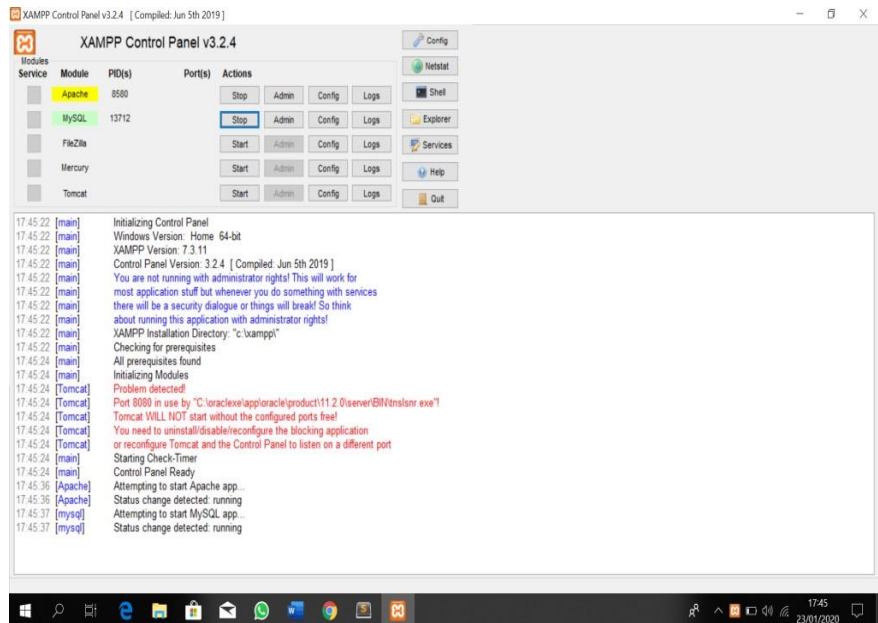 XAMPP Control Panel v3.2.4 [ Compiled: Jun 5th 2019 ]
XAMPP Control Panel v3.2.4
Config
Modules
Service Module PID(s) Port(s) Actions
Netstat
Apache 8580 Stop Admin Config Logs
Shell
MySQL 13712 Stop Admin Config Logs
Explorer
FileZilla Start Admin Config Logs
Services
Mercury Start Admin Config Logs
Help
Tomcat Start Admin Config Logs
Quit
17:45:22 [main] Initializing Control Panel
17:45:22 [main] Windows Version: Home 64-bit
17:45:22 [main] XAMPP Version: 7.3.11
17:45:22 [main] Control Panel Version: 3.2.4 [ Compiled: Jun 5th 2019 ]
17:45:22 [main] You are not running with administrator rights! This will work for
17:45:22 [main] most application stuff but whenever you do something with services
17:45:22 [main] there will be a security dialogue or things will break! So think
17:45:22 [main] about running this application with administrator rights!
17:45:22 [main] XAMPP Installation Directory: "c:\xampp\"
17:45:22 [main] Checking for prerequisites
17:45:24 [main] All prerequisites found
17:45:24 [main] Initializing Modules
17:45:24 [Tomcat] Problem detected!
17:45:24 [Tomcat] Port 8080 in use by "C:\oraclexe\app\oracle\product\11.2.0\server\BIN\tnslsnr.exe"!
17:45:24 [Tomcat] Tomcat WILL NOT start without the configured ports free!
17:45:24 [Tomcat] You need to uninstall/disable/reconfigure the blocking application
17:45:24 [Tomcat] or reconfigure Tomcat and the Control Panel to listen on a different port
17:45:24 [main] Starting Check-Timer
17:45:24 [main] Control Panel Ready
17:45:36 [Apache] Attempting to start Apache app...
17:45:36 [Apache] Status change detected: running
17:45:37 [mysql] Attempting to start MySQL app...
17:45:37 [mysql] Status change detected: running
17:45
23/01/2020